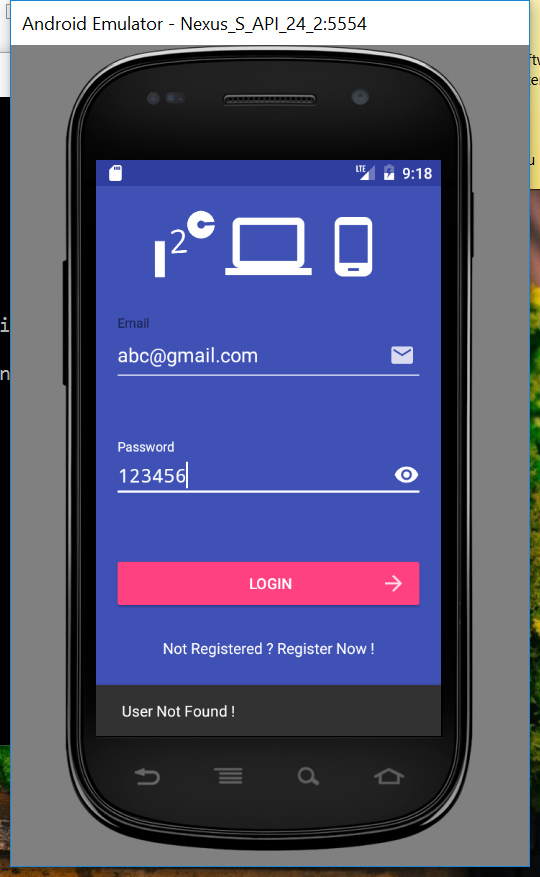 Android Emulator - Nexus_S_API_24_2:5554
LTE 9:18
I2C
Email
abc@gmail.com
Password
123456
LOGIN
Not Registered ? Register Now !
User Not Found !